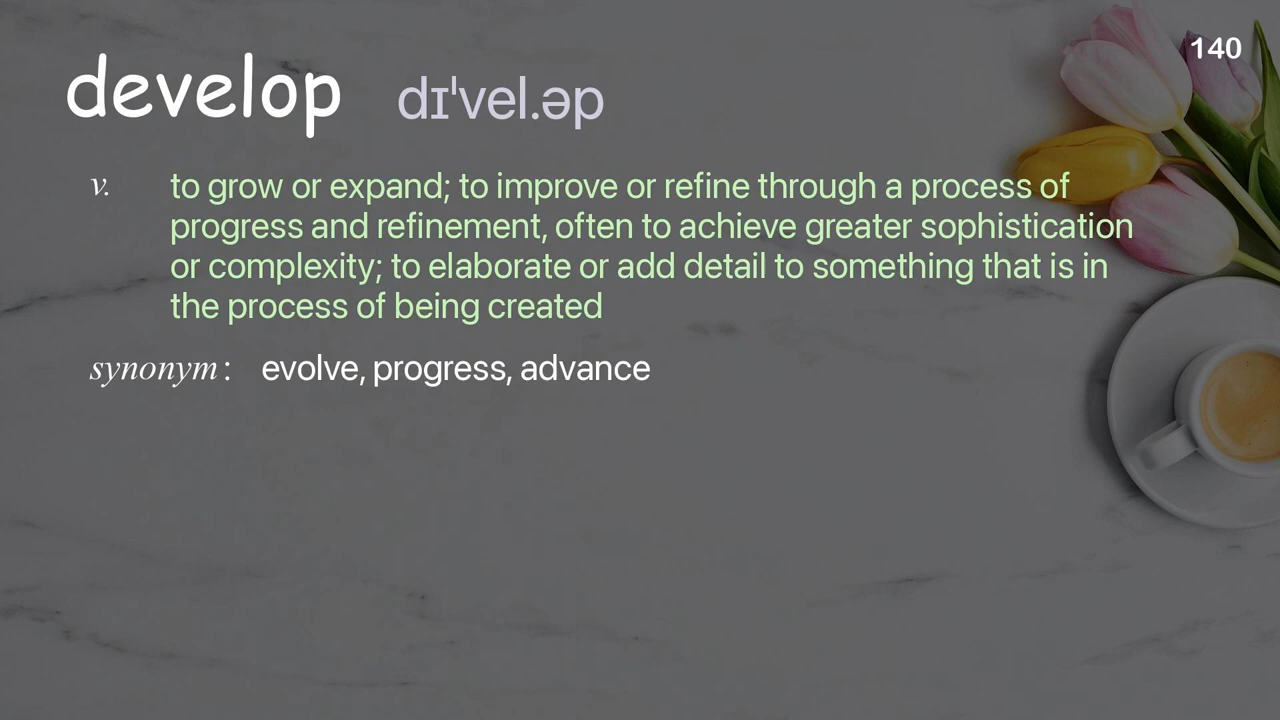 140
develop dɪˈvel.əp
v. to grow or expand; to improve or refine through a process of
progress and refinement, often to achieve greater sophistication
or complexity; to elaborate or add detail to something that is in
the process of being created
synonym: evolve, progress, advance